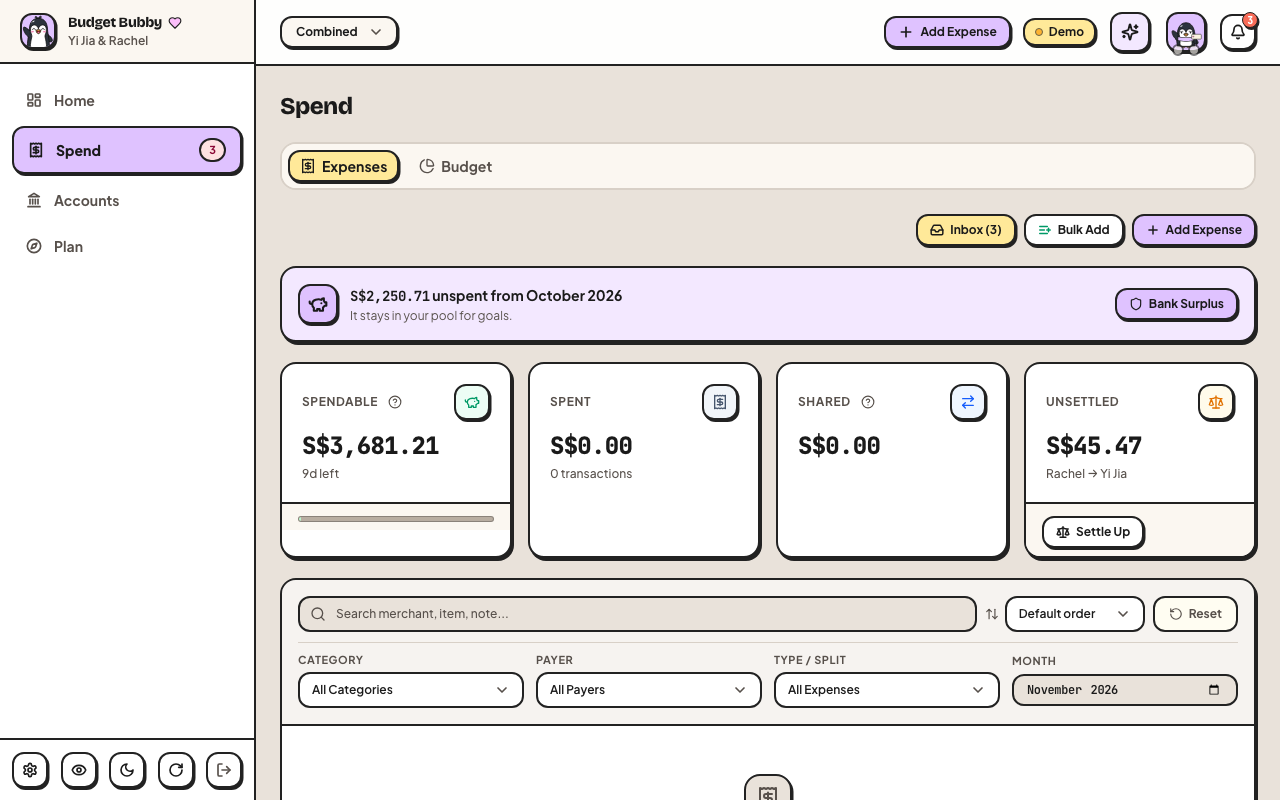 Budget Bubby
Yi Jia & Rachel
Home
Spend
3
Accounts
Plan
Combined
Add Expense
Demo
3
Spend
Expenses
Budget
Inbox (3)
Bulk Add
Add Expense
S$2,250.71 unspent from October 2026
It stays in your pool for goals.
Bank Surplus
SPENDABLE
S$3,681.21
9d left
SPENT
S$0.00
0 transactions
SHARED
S$0.00
UNSETTLED
S$45.47
Rachel → Yi Jia
Settle Up
Search merchant, item, note...
Default order
Reset
CATEGORY
All Categories
PAYER
All Payers
TYPE / SPLIT
All Expenses
MONTH
November 2026